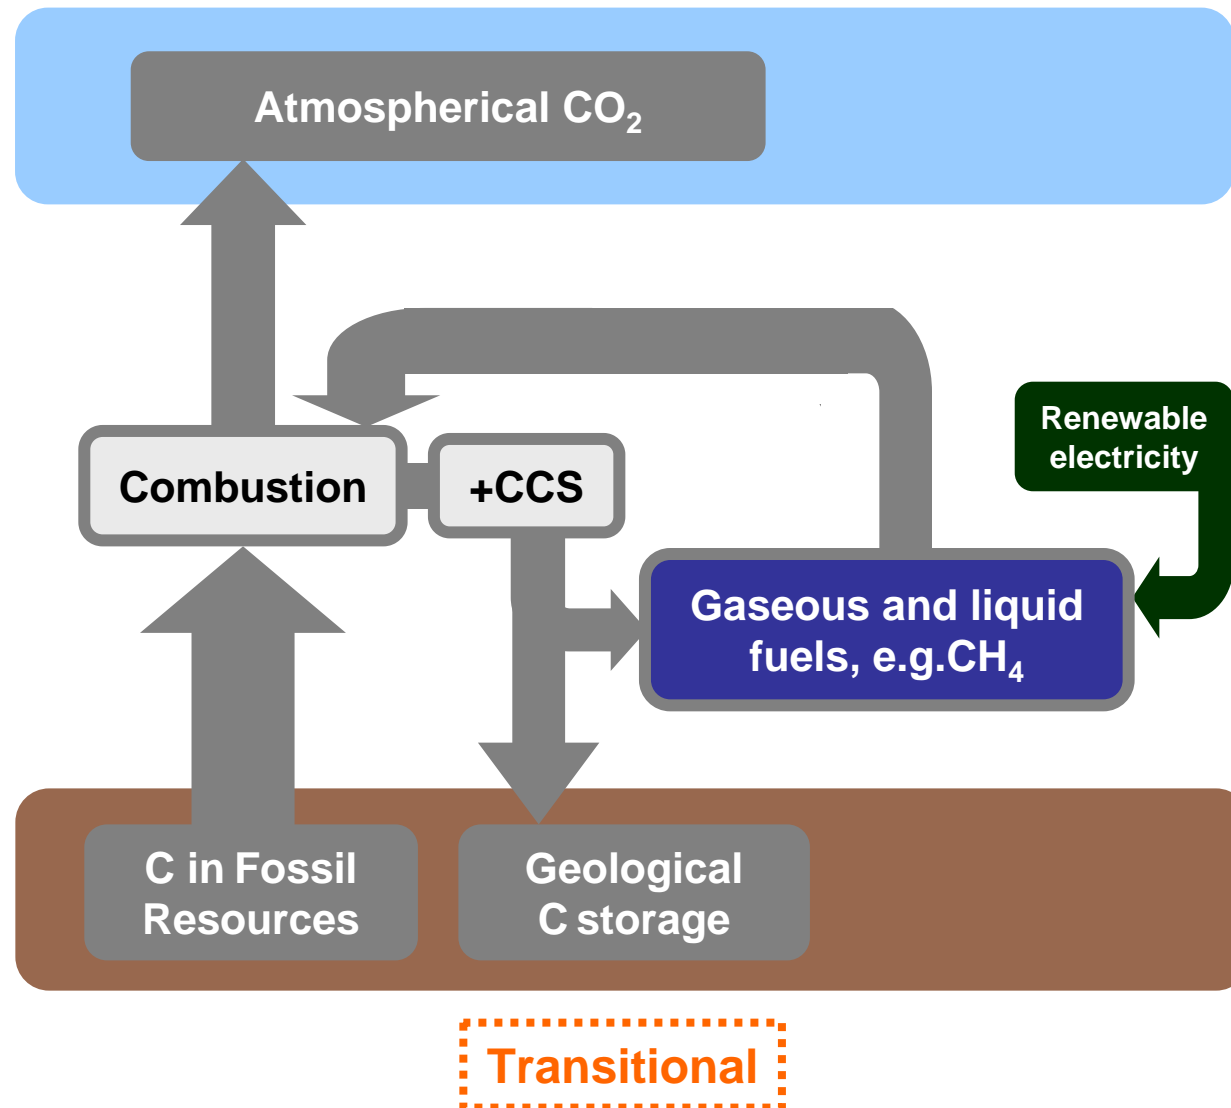 Atmospherical CO₂
Renewable
electricity
Combustion
+CCS
Gaseous and liquid
fuels, e.g.CH₄
C in Fossil
Resources
Geological
C storage
Transitional